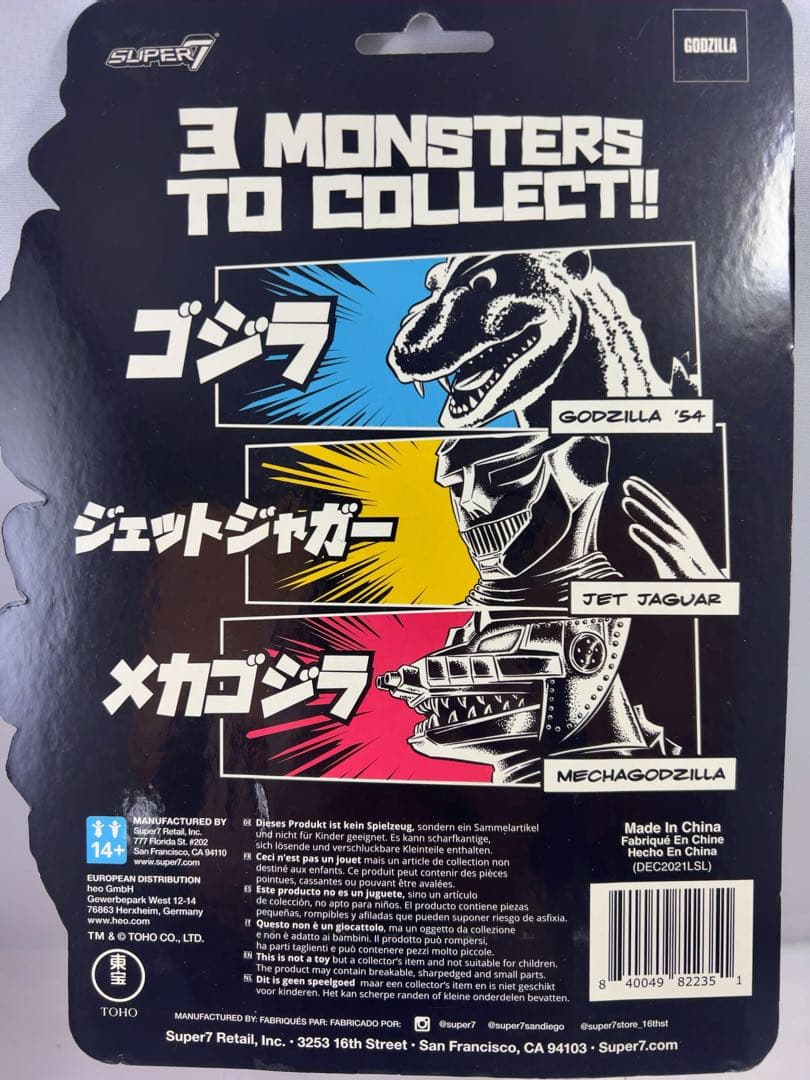 SUPER7
GODZILLA
3 MONSTERS
TO COLLECT!!
ゴジラ
GODZILLA '54
ジェットジャガー
JET JAGUAR
メカゴジラ
MECHAGODZILLA
14+
MANUFACTURED BY
Super7 Retail, Inc.
777 Florida St. #202
San Francisco, CA 94110
www.super7.com
EUROPEAN DISTRIBUTION
heo GmbH
Gewerbepark West 12-14
76863 Herxheim, Germany
www.heo.com
TM & © TOHO CO., LTD.
東宝
TOHO
DE Dieses Produkt ist kein Spielzeug, sondern ein Sammelartikel
und nicht für Kinder geeignet. Es kann scharfkantige,
sich lösende und verschluckbare Kleinteile enthalten.
FR Ceci n'est pas un jouet mais un article de collection non
destiné aux enfants. Ce produit peut contenir des pièces
pointues, cassantes ou pouvant être avalées.
ES Este producto no es un juguete, sino un artículo
de colección, no apto para niños. El producto contiene piezas
pequeñas, rompibles y afiladas que pueden suponer riesgo de asfixia.
IT Questo non è un giocattolo, ma un oggetto da collezione
e non è adatto ai bambini. Il prodotto può rompersi,
ha parti taglienti e può contenere pezzi molto piccole.
EN This is not a toy but a collector's item and not suitable for children.
The product may contain breakable, sharpedged and small parts.
NL Dit is geen speelgoed maar een collector's item en is niet geschikt
voor kinderen. Het kan scherpe randen of kleine onderdelen bevatten.
Made In China
Fabriqué En Chine
Hecho En China
(DEC2021LSL)
8 40049 82235 1
MANUFACTURED BY: FABRIQUÉS PAR: FABRICADO POR: @super7 @super7sandiego @super7store_16thst
Super7 Retail, Inc. • 3253 16th Street • San Francisco, CA 94103 • Super7.com